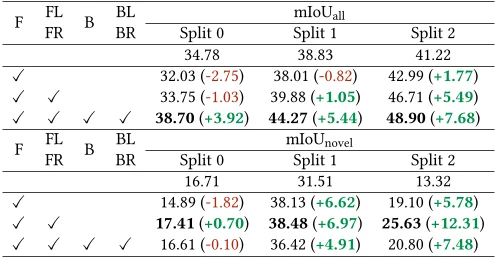 F FL FR B BL BR mIoU_all
Split 0 Split 1 Split 2
34.78 38.83 41.22
✓ 32.03 (-2.75) 38.01 (-0.82) 42.99 (+1.77)
✓ ✓ 33.75 (-1.03) 39.88 (+1.05) 46.71 (+5.49)
✓ ✓ ✓ ✓ 38.70 (+3.92) 44.27 (+5.44) 48.90 (+7.68)
F FL FR B BL BR mIoU_novel
Split 0 Split 1 Split 2
16.71 31.51 13.32
✓ 14.89 (-1.82) 38.13 (+6.62) 19.10 (+5.78)
✓ ✓ 17.41 (+0.70) 38.48 (+6.97) 25.63 (+12.31)
✓ ✓ ✓ ✓ 16.61 (-0.10) 36.42 (+4.91) 20.80 (+7.48)